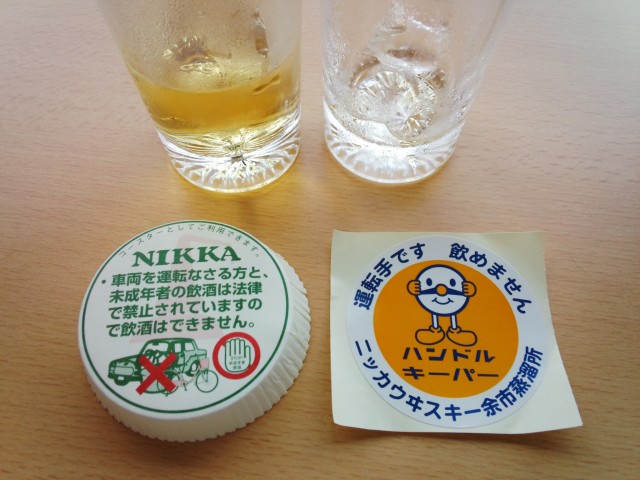 コースターとしてご利用できます。
NIKKA
・車両を運転なさる方と、
未成年者の飲酒は法律
で禁止されていますの
で飲酒はできません。
運転手です 飲めません
ハンドル
キーパー
ニッカウヰスキー余市蒸溜所